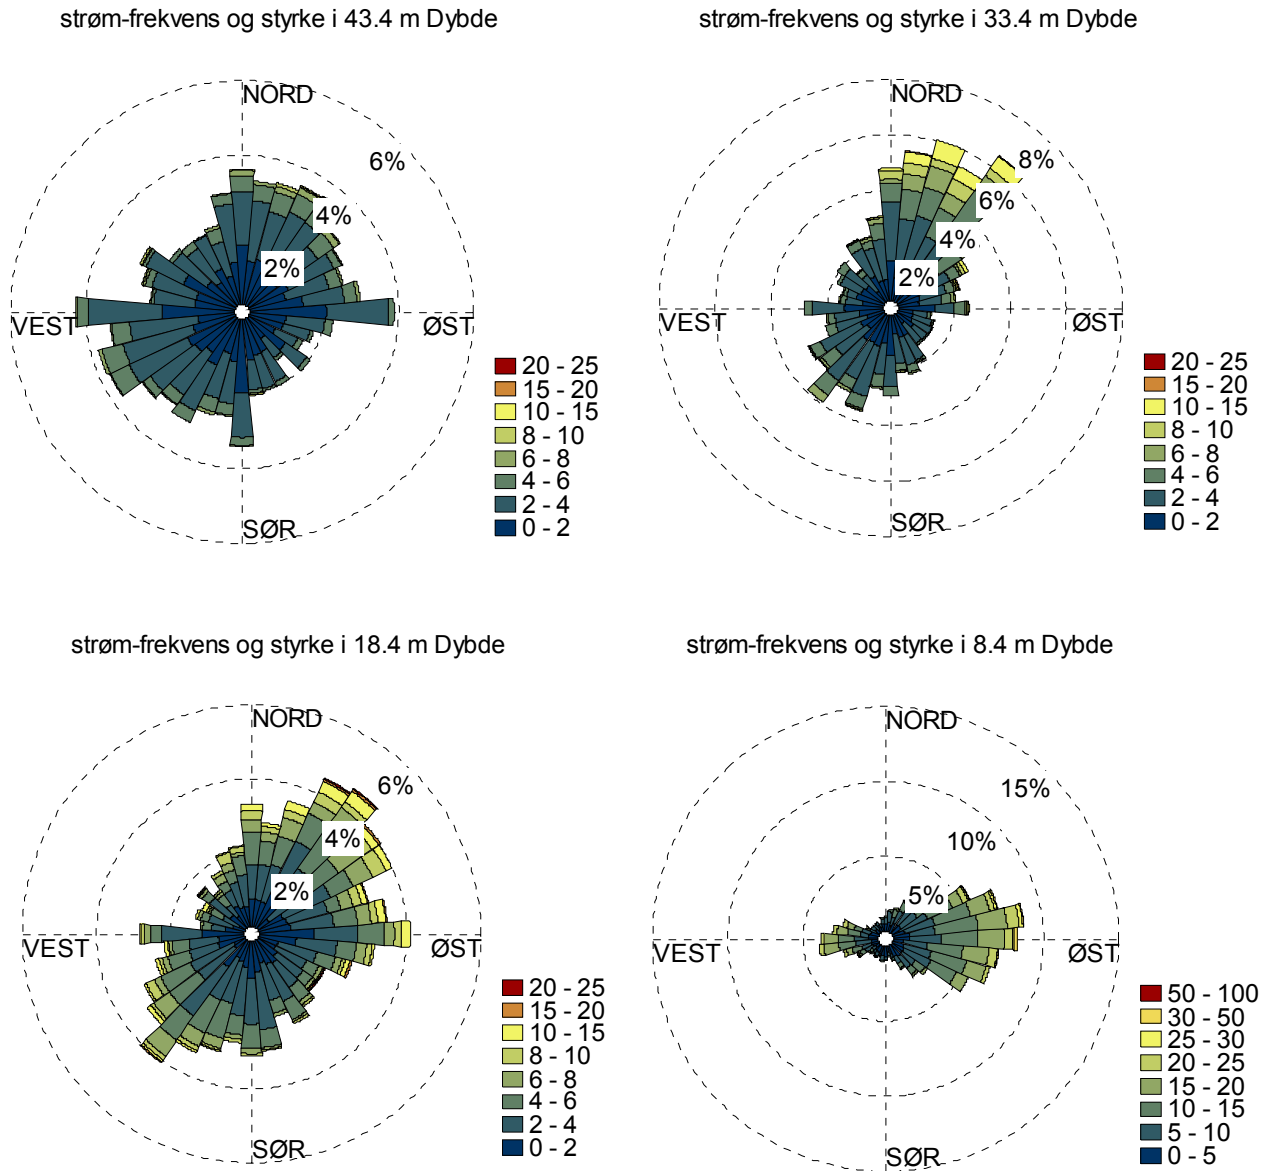 strøm-frekvens og styrke i 43.4 m Dybde
NORD
6%
4%
2%
VEST
ØST
SØR
20 - 25
15 - 20
10 - 15
8 - 10
6 - 8
4 - 6
2 - 4
0 - 2
strøm-frekvens og styrke i 33.4 m Dybde
NORD
8%
6%
4%
2%
VEST
ØST
SØR
20 - 25
15 - 20
10 - 15
8 - 10
6 - 8
4 - 6
2 - 4
0 - 2
strøm-frekvens og styrke i 18.4 m Dybde
NORD
6%
4%
2%
VEST
ØST
SØR
20 - 25
15 - 20
10 - 15
8 - 10
6 - 8
4 - 6
2 - 4
0 - 2
strøm-frekvens og styrke i 8.4 m Dybde
NORD
15%
10%
5%
VEST
ØST
SØR
50 - 100
30 - 50
25 - 30
20 - 25
15 - 20
10 - 15
5 - 10
0 - 5